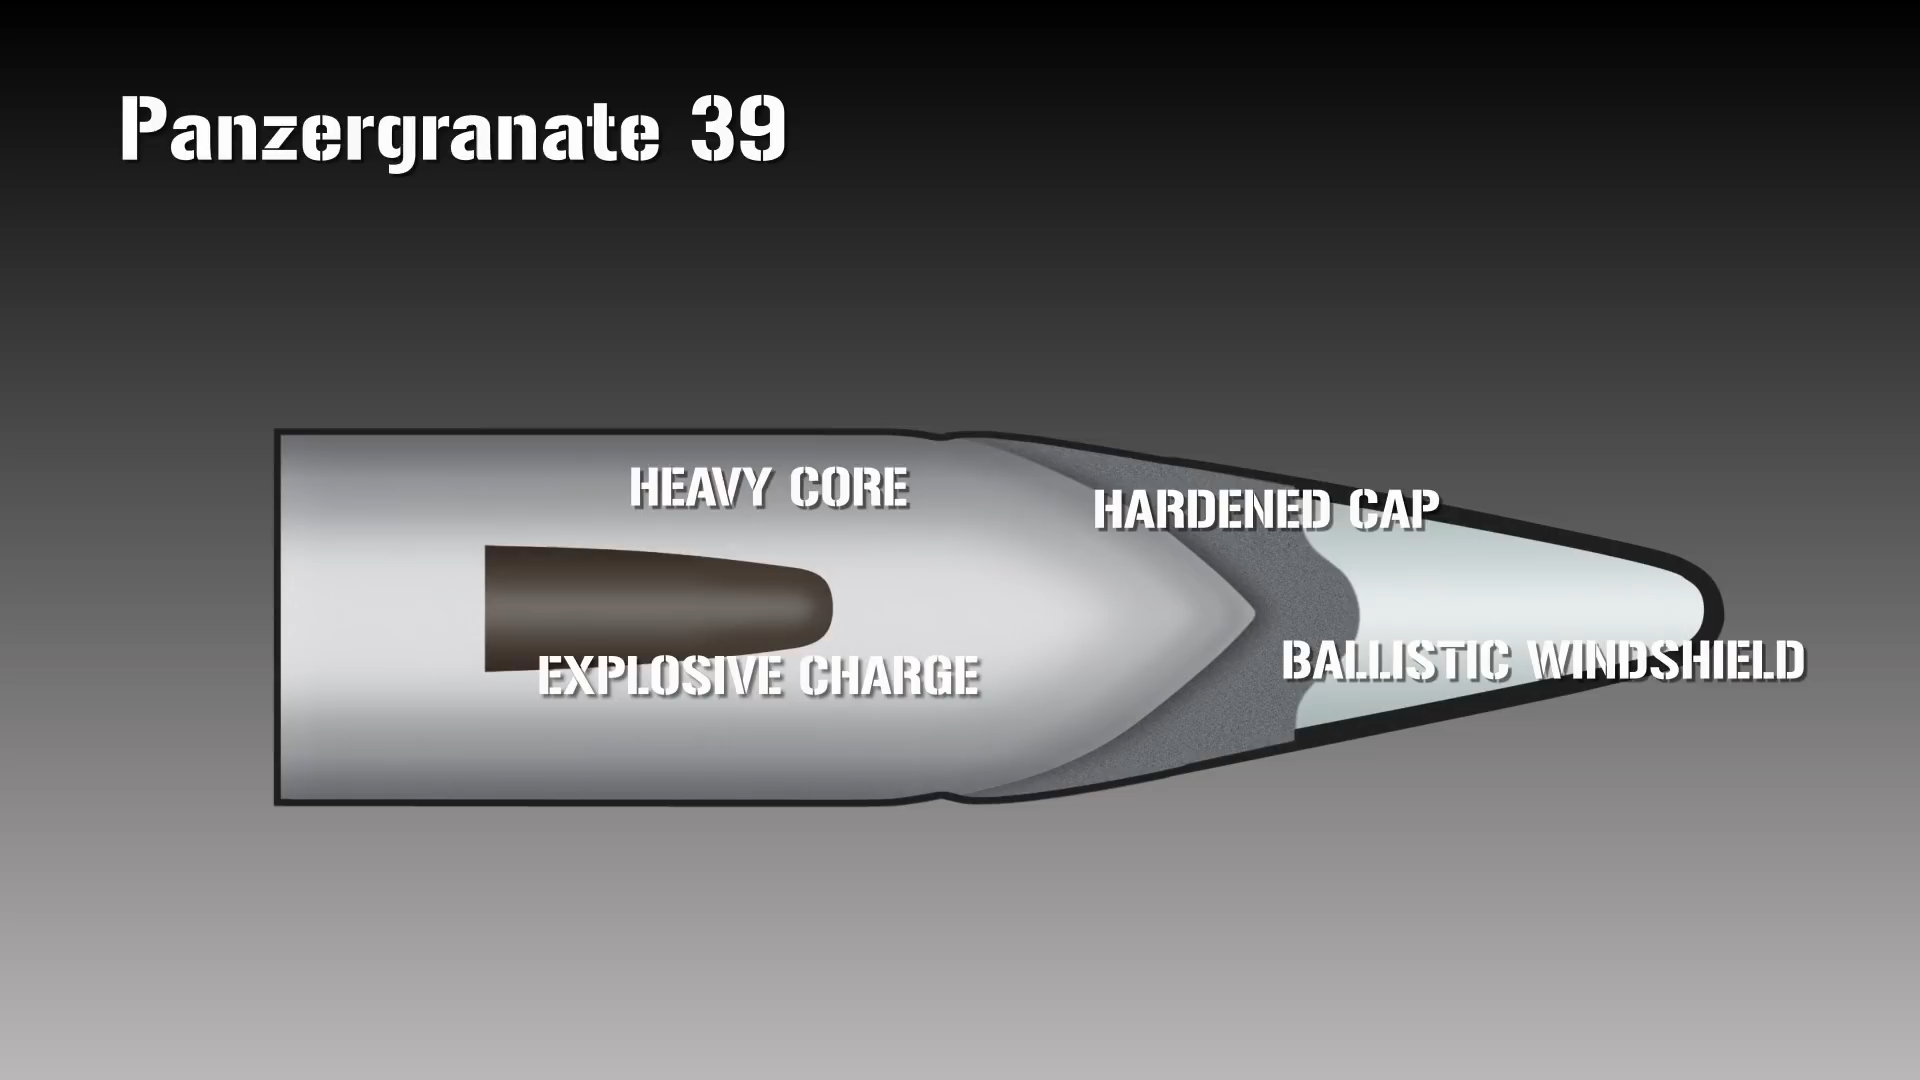 Panzergranate 39
HEAVY CORE
HARDENED CAP
EXPLOSIVE CHARGE
BALLISTIC WINDSHIELD